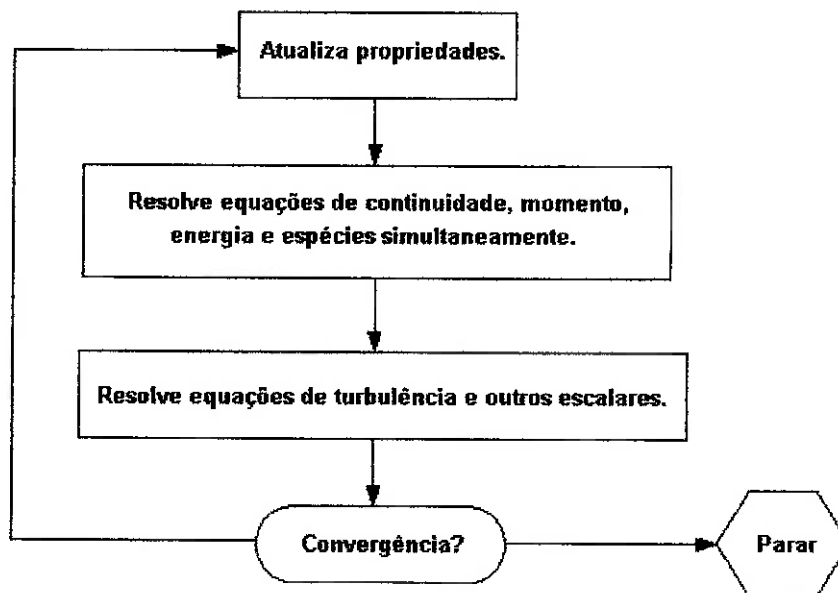 Atualiza propriedades.
Resolve equações de continuidade, momento,
energia e espécies simultaneamente.
Resolve equações de turbulência e outros escalares.
Convergência?
Parar